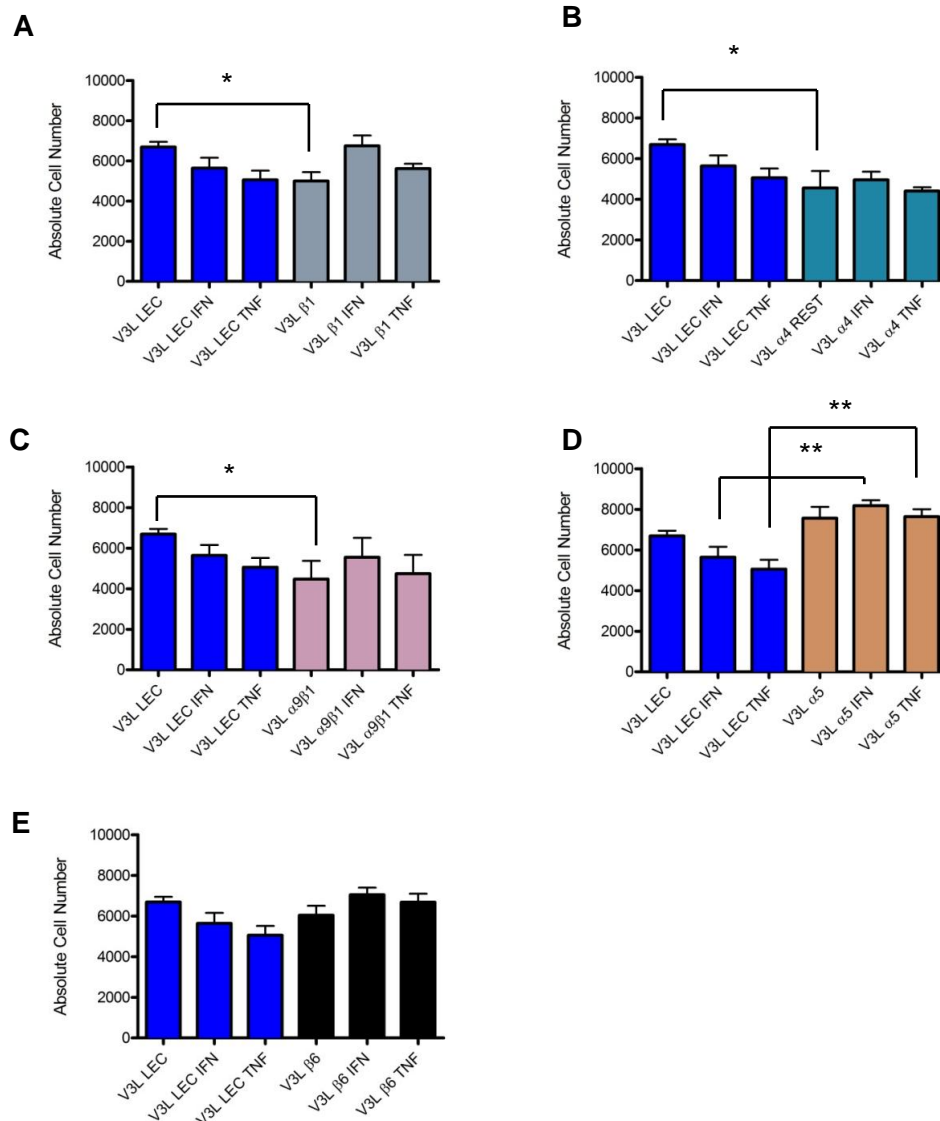 A
*
Absolute Cell Number
10000
8000
6000
4000
2000
0
V3L LEC
V3L LEC IFN
V3L LEC TNF
V3L β1
V3L β1 IFN
V3L β1 TNF
B
*
Absolute Cell Number
10000
8000
6000
4000
2000
0
V3L LEC
V3L LEC IFN
V3L LEC TNF
V3L α4 REST
V3L α4 IFN
V3L α4 TNF
C
*
Absolute Cell Number
10000
8000
6000
4000
2000
0
V3L LEC
V3L LEC IFN
V3L LEC TNF
V3L α9β1
V3L α9β1 IFN
V3L α9β1 TNF
D
**
**
Absolute Cell Number
10000
8000
6000
4000
2000
0
V3L LEC
V3L LEC IFN
V3L LEC TNF
V3L α5
V3L α5 IFN
V3L α5 TNF
E
Absolute Cell Number
10000
8000
6000
4000
2000
0
V3L LEC
V3L LEC IFN
V3L LEC TNF
V3L β6
V3L β6 IFN
V3L β6 TNF